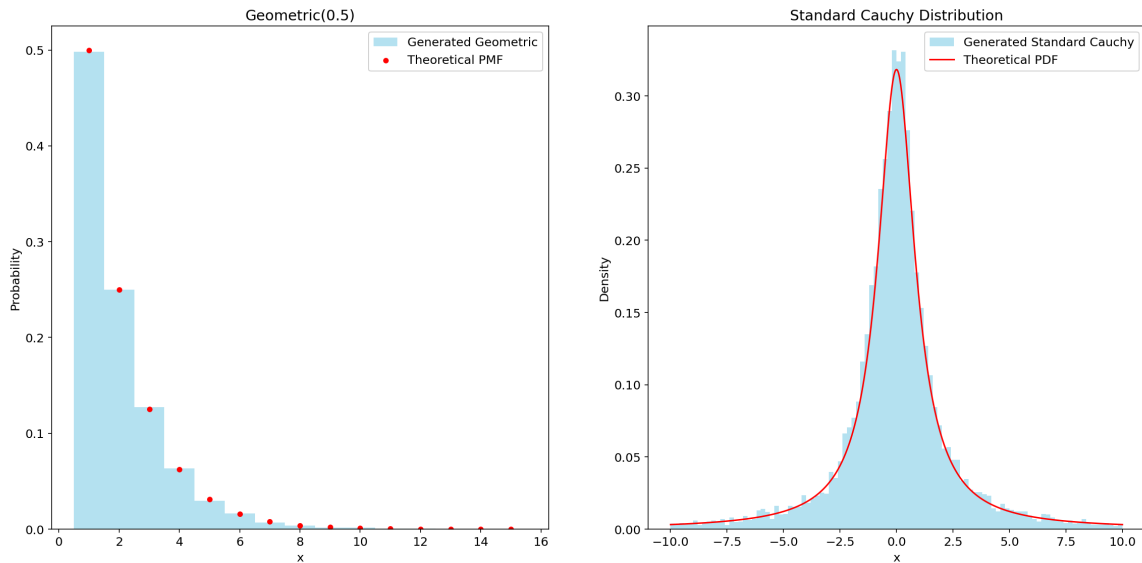 Geometric(0.5)
Generated Geometric
Theoretical PMF
Probability
0.5
0.4
0.3
0.2
0.1
0.0
0 2 4 6 8 10 12 14 16
x
Standard Cauchy Distribution
Generated Standard Cauchy
Theoretical PDF
Density
0.30
0.25
0.20
0.15
0.10
0.05
0.00
−10.0 −7.5 −5.0 −2.5 0.0 2.5 5.0 7.5 10.0
x